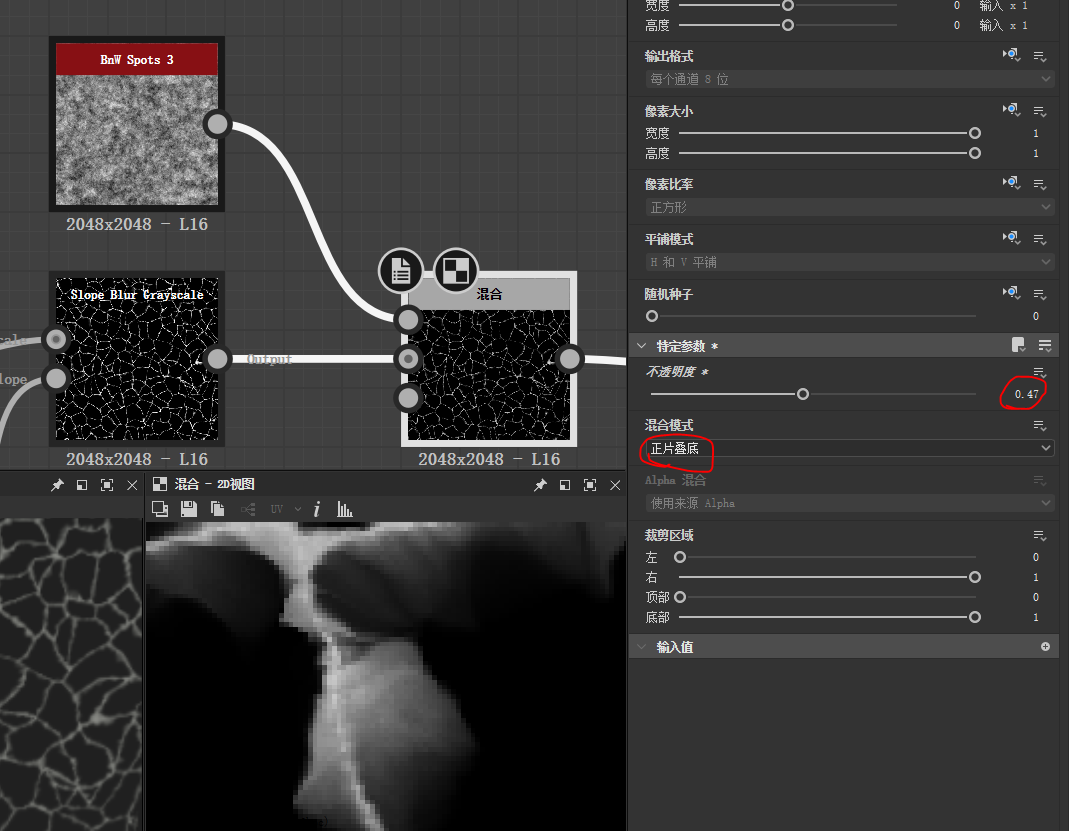 BnW Spots 3
2048x2048 - L16
Slope Blur Grayscale
Output
2048x2048 - L16
混合
2048x2048 - L16
混合 - 2D视图
UV
宽度 0 输入 x 1
高度 0 输入 x 1
输出格式
每个通道 8 位
像素大小
宽度 1
高度 1
像素比率
正方形
平铺模式
H 和 V 平铺
随机种子
0
特定参数 *
不透明度 *
0.47
混合模式
正片叠底
Alpha 混合
使用来源 Alpha
裁剪区域
左 0
右 1
顶部 0
底部 1
输入值